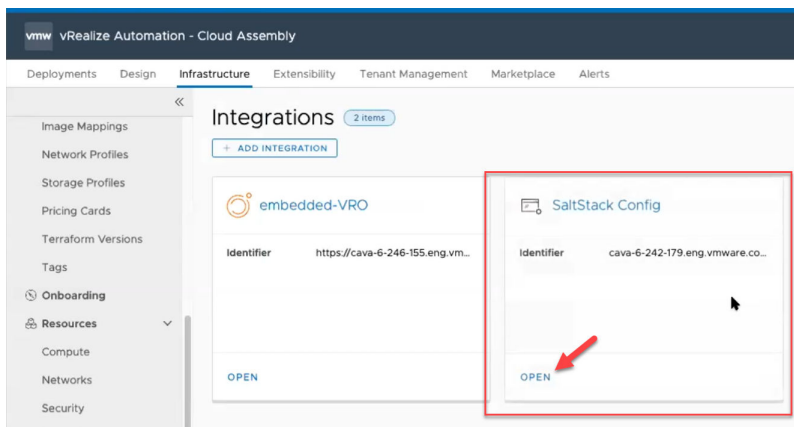 vmw vRealize Automation - Cloud Assembly
Deployments Design Infrastructure Extensibility Tenant Management Marketplace Alerts
«
Image Mappings
Network Profiles
Storage Profiles
Pricing Cards
Terraform Versions
Tags
Onboarding
Resources
Compute
Networks
Security
Integrations 2 items
+ ADD INTEGRATION
embedded-VRO
Identifier https://cava-6-246-155.eng.vm...
OPEN
SaltStack Config
Identifier cava-6-242-179.eng.vmware.co...
OPEN